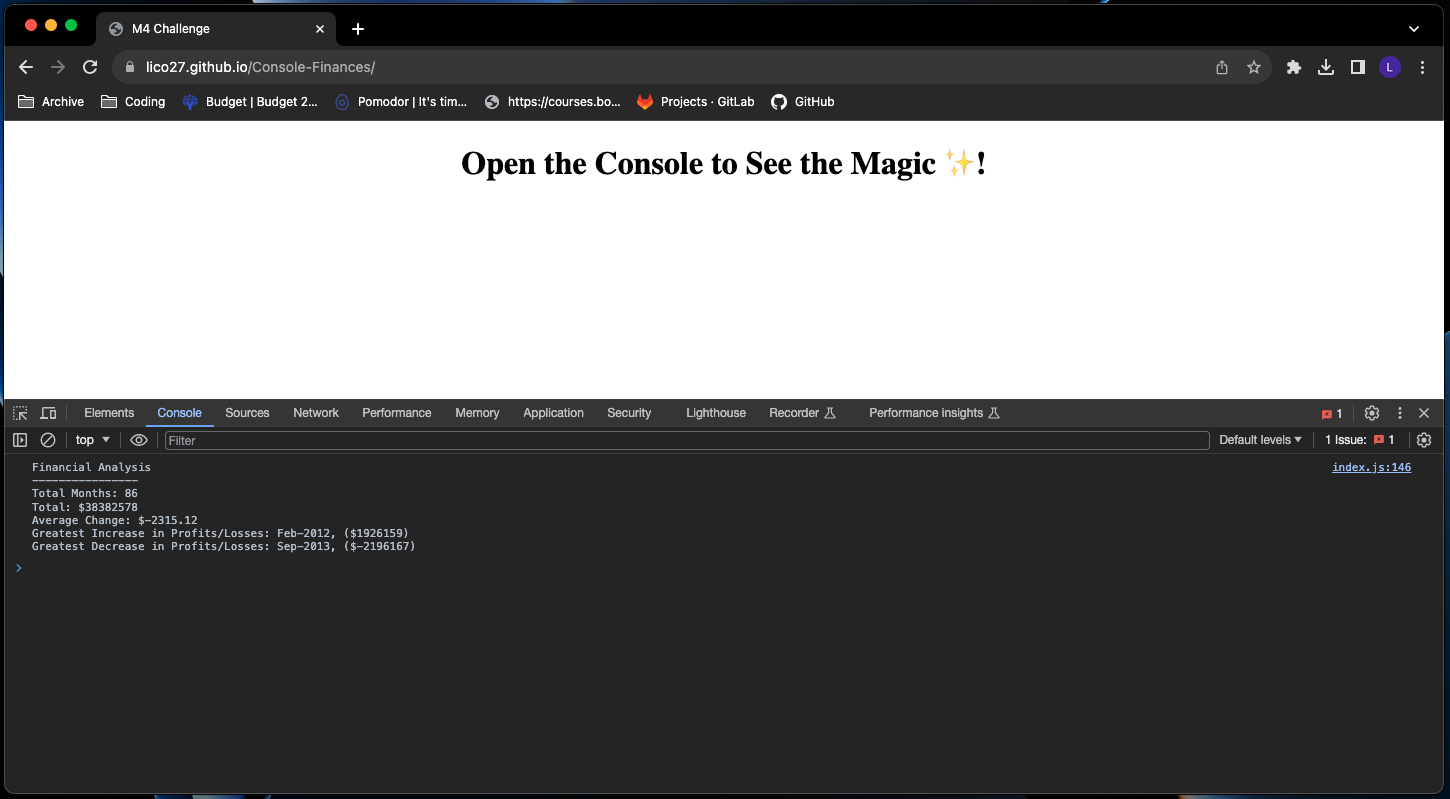 M4 Challenge
lico27.github.io/Console-Finances/
L
Archive Coding Budget | Budget 2... Pomodor | It's tim... https://courses.bo... Projects · GitLab GitHub
Open the Console to See the Magic ✨!
Elements Console Sources Network Performance Memory Application Security Lighthouse Recorder Performance insights 1
top Filter Default levels 1 Issue: 1
Financial Analysis index.js:146
----------------
Total Months: 86
Total: $38382578
Average Change: $-2315.12
Greatest Increase in Profits/Losses: Feb-2012, ($1926159)
Greatest Decrease in Profits/Losses: Sep-2013, ($-2196167)